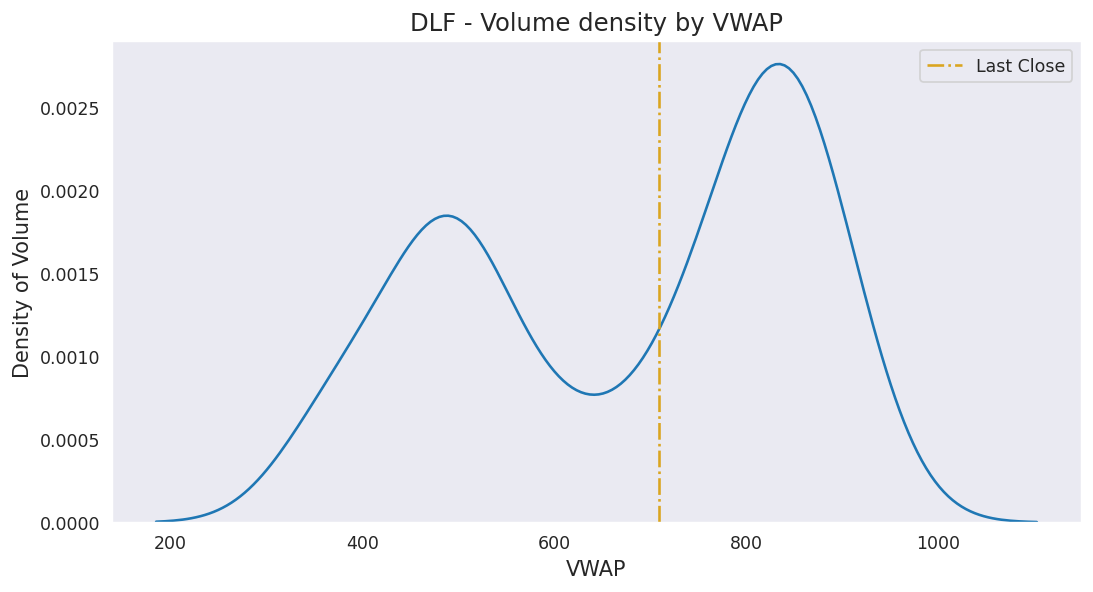 DLF - Volume density by VWAP
Last Close
Density of Volume
0.0025
0.0020
0.0015
0.0010
0.0005
0.0000
200 400 600 800 1000
VWAP